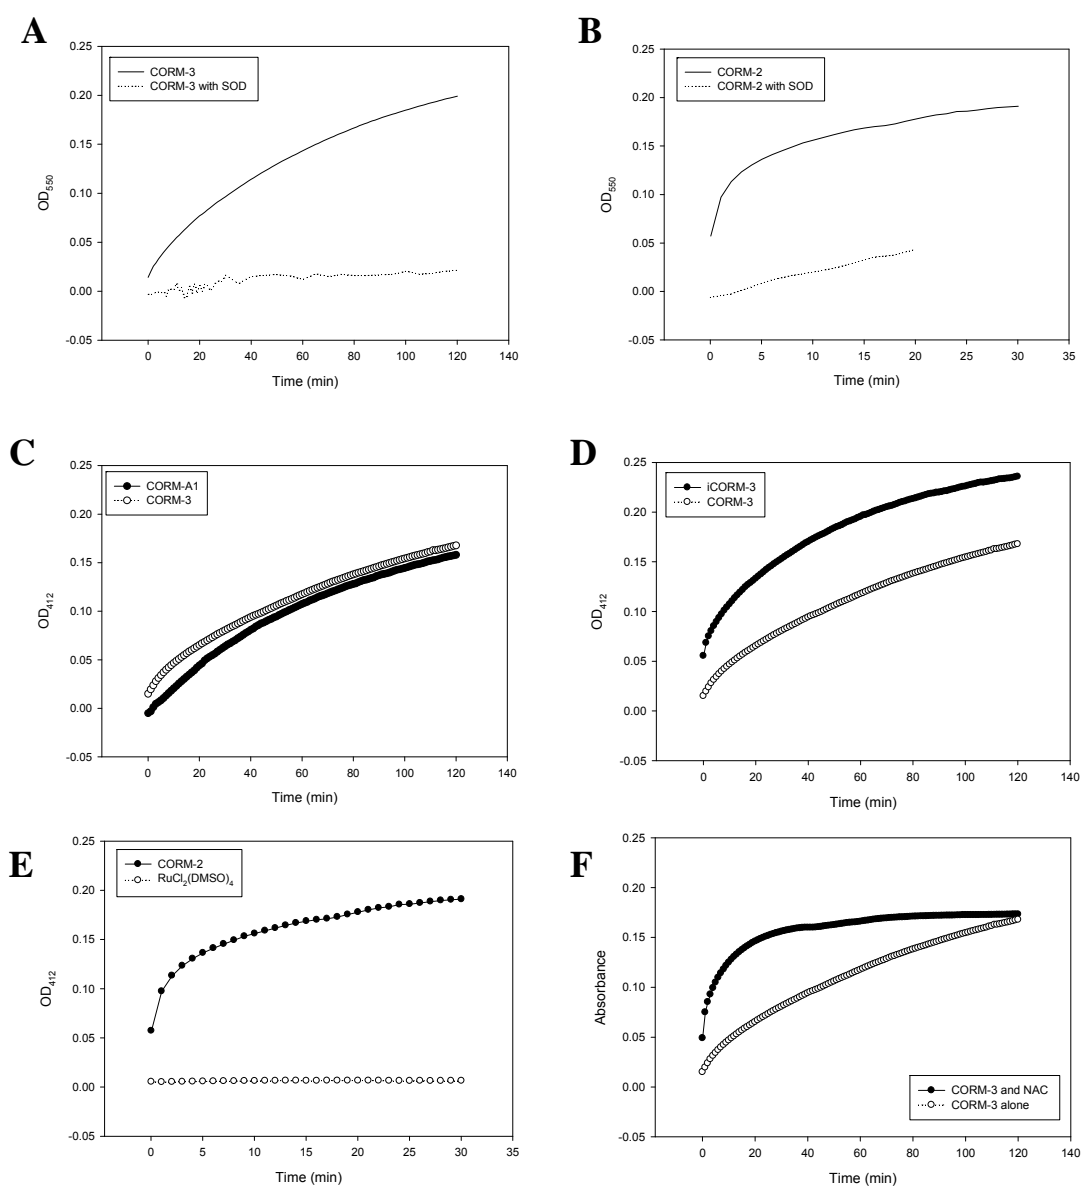 A
0.25
0.20
0.15
0.10
0.05
0.00
-0.05
OD550
CORM-3
CORM-3 with SOD
0 20 40 60 80 100 120 140
Time (min)
B
0.25
0.20
0.15
0.10
0.05
0.00
-0.05
OD550
CORM-2
CORM-2 with SOD
0 5 10 15 20 25 30 35
Time (min)
C
0.25
0.20
0.15
0.10
0.05
0.00
-0.05
OD412
CORM-A1
CORM-3
0 20 40 60 80 100 120 140
Time (min)
D
0.25
0.20
0.15
0.10
0.05
0.00
-0.05
OD412
iCORM-3
CORM-3
0 20 40 60 80 100 120 140
Time (min)
E
0.25
0.20
0.15
0.10
0.05
0.00
-0.05
OD412
CORM-2
RuCl2(DMSO)4
0 5 10 15 20 25 30 35
Time (min)
F
0.25
0.20
0.15
0.10
0.05
0.00
-0.05
Absorbance
CORM-3 and NAC
CORM-3 alone
0 20 40 60 80 100 120 140
Time (min)